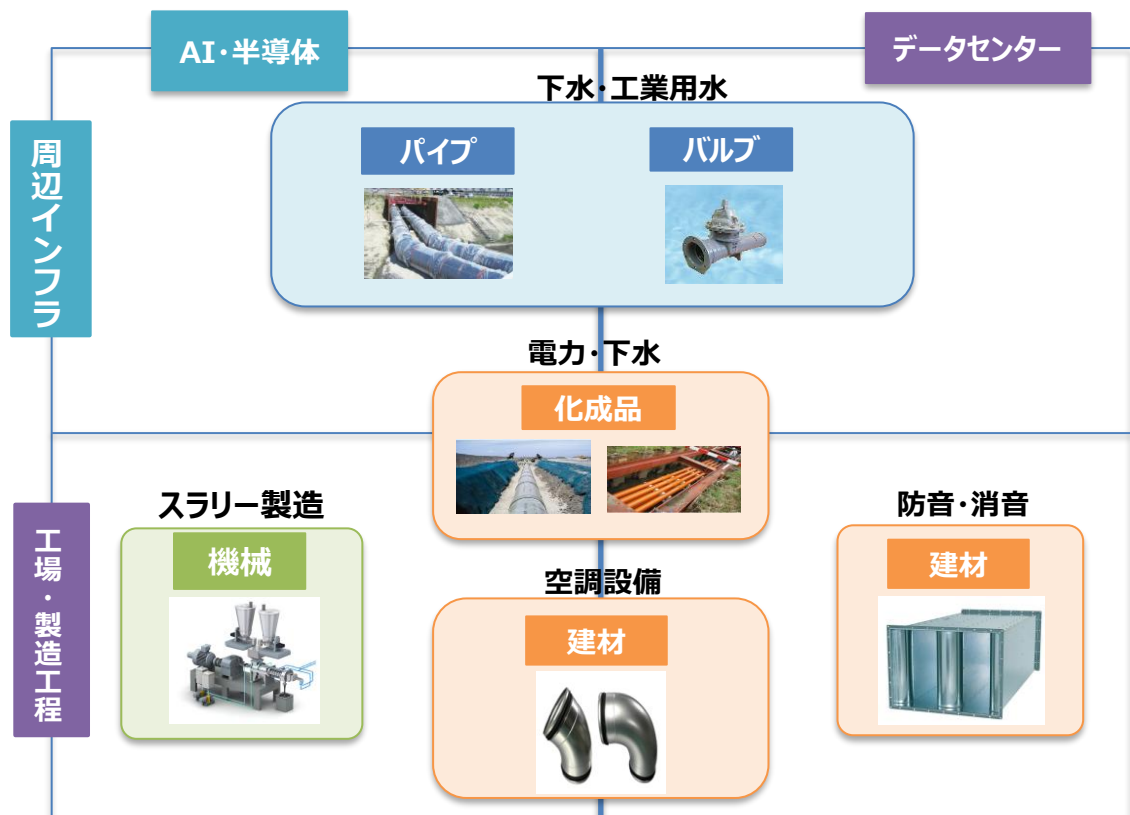 AI・半導体
データセンター
周辺インフラ
下水・工業用水
パイプ
バルブ
電力・下水
化成品
工場・製造工程
スラリー製造
機械
空調設備
建材
防音・消音
建材